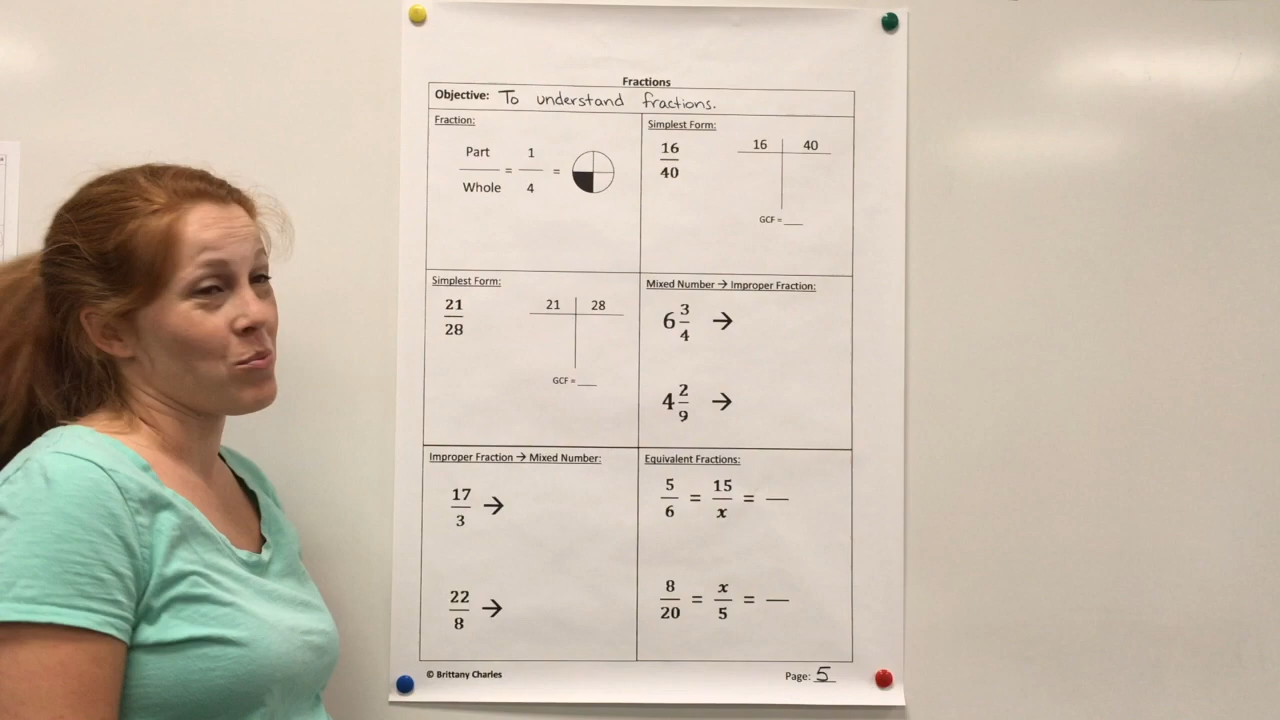 Fractions
Objective: To understand fractions.
Fraction:
Part
Whole
=
1
4
=
Simplest Form:
16
40
16 40
GCF = ___
Simplest Form:
21
28
21 28
GCF = ___
Mixed Number → Improper Fraction:
6 3/4 →
4 2/9 →
Improper Fraction → Mixed Number:
17/3 →
22/8 →
Equivalent Fractions:
5/6 = 15/x = —
8/20 = x/5 = —
© Brittany Charles
Page: 5